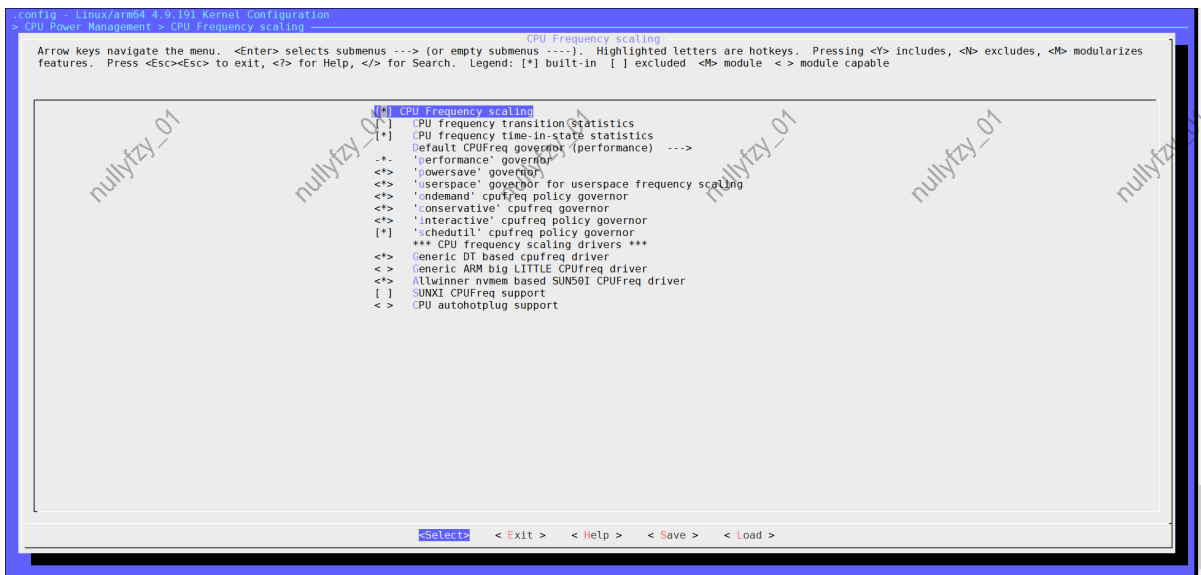 .config - Linux/arm64 4.9.191 Kernel Configuration
> CPU Power Management > CPU Frequency scaling
CPU Frequency scaling
Arrow keys navigate the menu.  <Enter> selects submenus ---> (or empty submenus ----).  Highlighted letters are hotkeys.  Pressing <Y> includes, <N> excludes, <M> modularizes
features.  Press <Esc><Esc> to exit, <?> for Help, </> for Search.  Legend: [*] built-in  [ ] excluded  <M> module  < > module capable
[*] CPU Frequency scaling
[ ]   CPU frequency transition statistics
[*]   CPU frequency time-in-state statistics
Default CPUFreq governor (performance)  --->
-*-   'performance' governor
<*>   'powersave' governor
<*>   'userspace' governor for userspace frequency scaling
<*>   'ondemand' cpufreq policy governor
<*>   'conservative' cpufreq governor
<*>   'interactive' cpufreq policy governor
[*]   'schedutil' cpufreq policy governor
*** CPU frequency scaling drivers ***
<*>   Generic DT based cpufreq driver
< >   Generic ARM big LITTLE CPUfreq driver
<*>   Allwinner nvmem based SUN50I CPUFreq driver
[ ]   SUNXI CPUFreq support
< >   CPU autohotplug support
nullyfzy_01
nullyfzy_01
nullyfzy_01
nullyfzy_01
nullyfzy_01
<Select>    < Exit >    < Help >    < Save >    < Load >